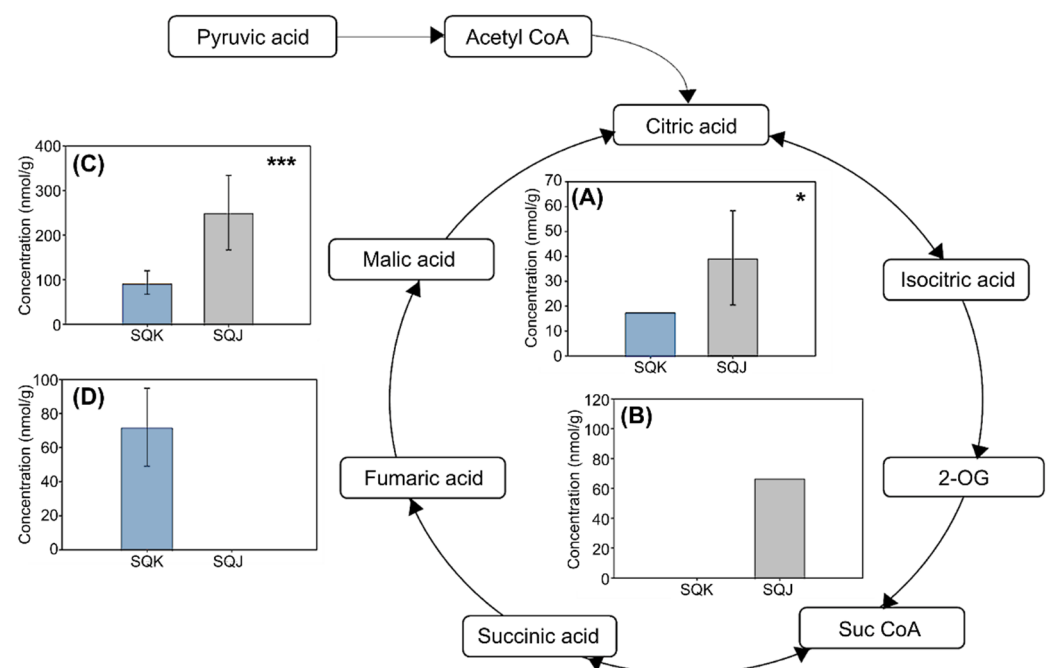 Pyruvic acid
Acetyl CoA
Citric acid
Isocitric acid
2-OG
Suc CoA
Succinic acid
Fumaric acid
Malic acid
(C)
***
Concentration (nmol/g)
400
300
200
100
0
SQK SQJ
(A)
*
Concentration (nmol/g)
70
60
50
40
30
20
10
0
SQK SQJ
(D)
Concentration (nmol/g)
100
80
60
40
20
0
SQK SQJ
(B)
Concentration (nmol/g)
120
100
80
60
40
20
0
SQK SQJ